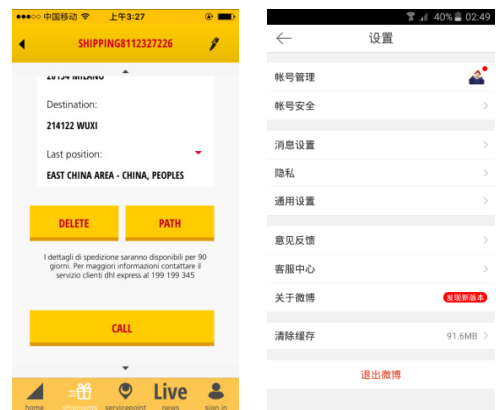 中国移动 上午3:27
SHIPPING8112327226
20134 MILANO
Destination:
214122 WUXI
Last position:
EAST CHINA AREA - CHINA, PEOPLES
DELETE PATH
I dettagli di spedizione saranno disponibili per 90
giorni. Per maggiori informazioni contattare il
servizio clienti dhl express al 199 199 345
CALL
Live
home shipments servicepoint news sign in
40% 02:49
设置
帐号管理
帐号安全
消息设置
隐私
通用设置
意见反馈
客服中心
关于微博 发现新版本
清除缓存 91.6MB
退出微博